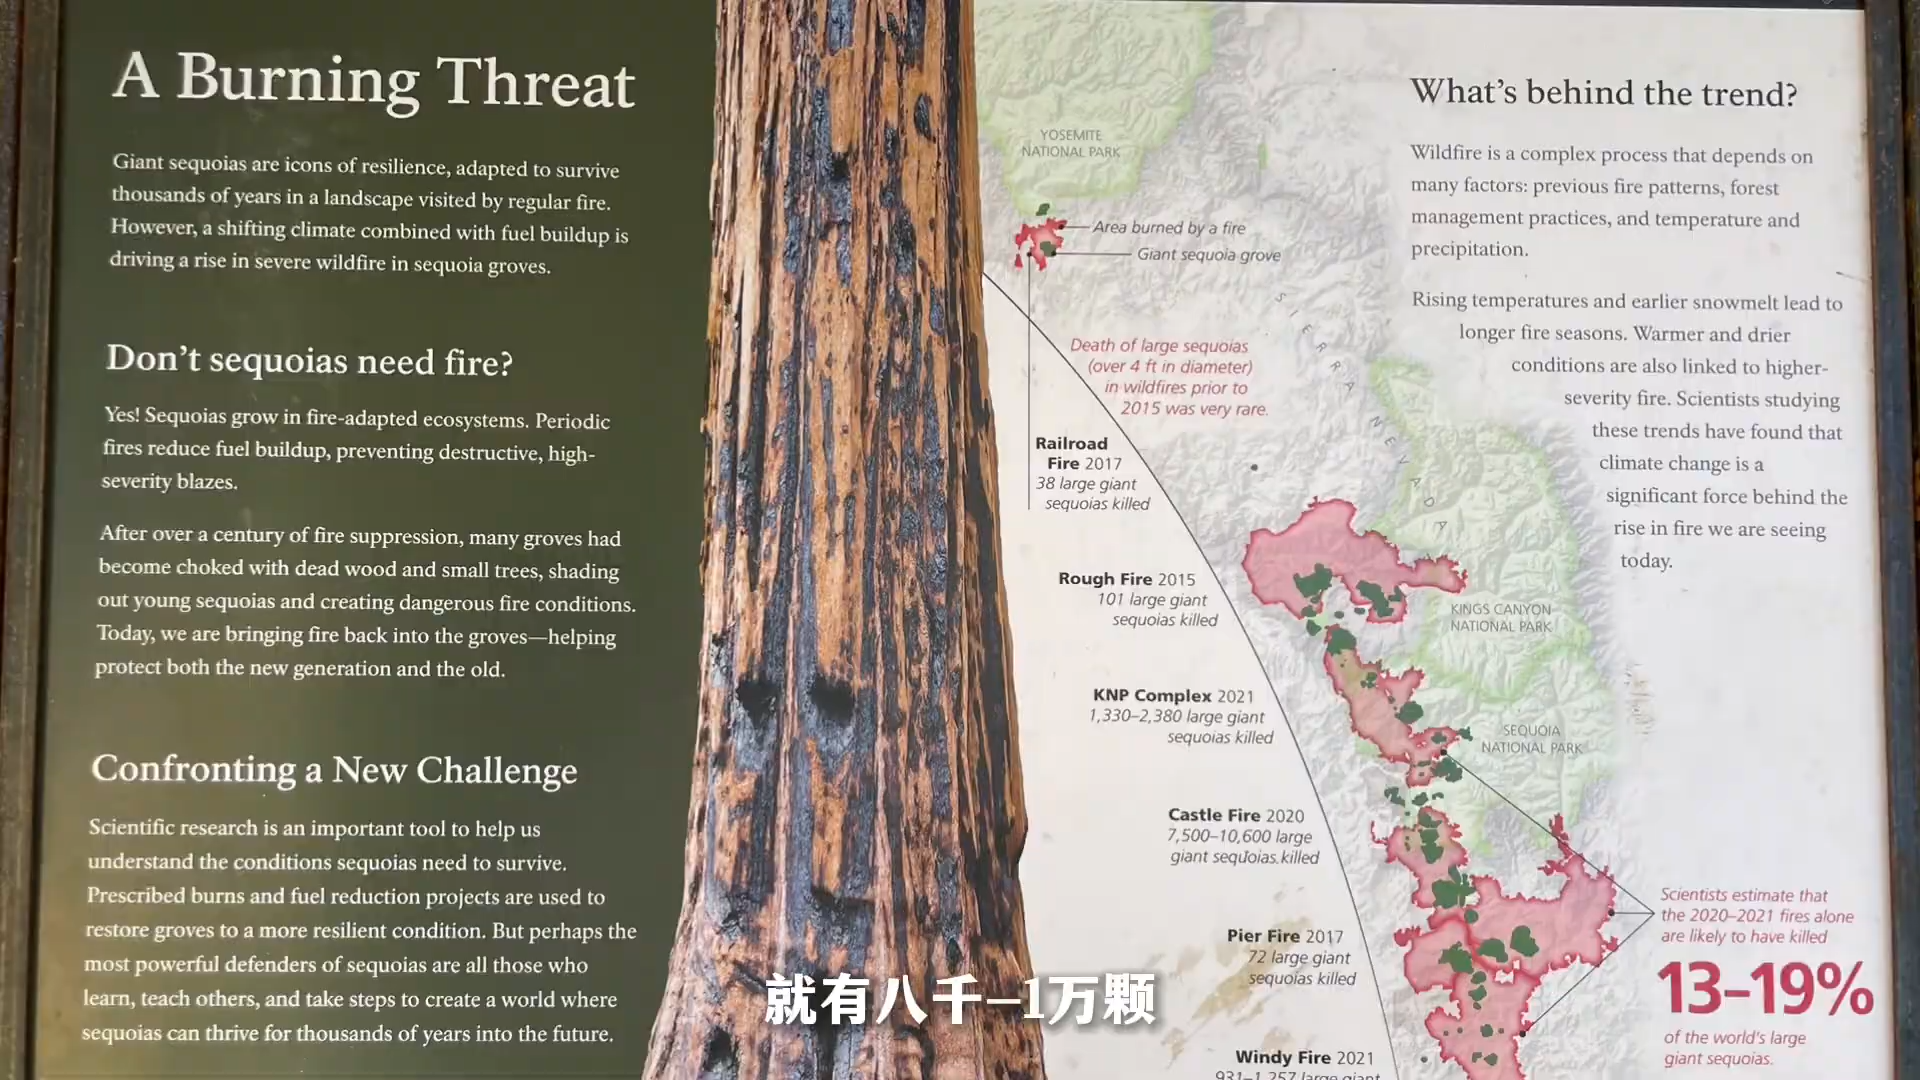 A Burning Threat
Giant sequoias are icons of resilience, adapted to survive
thousands of years in a landscape visited by regular fire.
However, a shifting climate combined with fuel buildup is
driving a rise in severe wildfire in sequoia groves.
Don't sequoias need fire?
Yes! Sequoias grow in fire-adapted ecosystems. Periodic
fires reduce fuel buildup, preventing destructive, high-
severity blazes.
After over a century of fire suppression, many groves had
become choked with dead wood and small trees, shading
out young sequoias and creating dangerous fire conditions.
Today, we are bringing fire back into the groves—helping
protect both the new generation and the old.
Confronting a New Challenge
Scientific research is an important tool to help us
understand the conditions sequoias need to survive.
Prescribed burns and fuel reduction projects are used to
restore groves to a more resilient condition. But perhaps the
most powerful defenders of sequoias are all those who
learn, teach others, and take steps to create a world where
sequoias can thrive for thousands of years into the future.
YOSEMITE
NATIONAL PARK
Area burned by a fire
Giant sequoia grove
SIERRA NEVADA
Death of large sequoias
(over 4 ft in diameter)
in wildfires prior to
2015 was very rare.
Railroad
Fire 2017
38 large giant
sequoias killed
Rough Fire 2015
101 large giant
sequoias killed
KNP Complex 2021
1,330–2,380 large giant
sequoias killed
Castle Fire 2020
7,500–10,600 large
giant sequoias killed
Pier Fire 2017
72 large giant
sequoias killed
Windy Fire 2021
931–1,257 large giant
KINGS CANYON
NATIONAL PARK
SEQUOIA
NATIONAL PARK
What's behind the trend?
Wildfire is a complex process that depends on
many factors: previous fire patterns, forest
management practices, and temperature and
precipitation.
Rising temperatures and earlier snowmelt lead to
longer fire seasons. Warmer and drier
conditions are also linked to higher-
severity fire. Scientists studying
these trends have found that
climate change is a
significant force behind the
rise in fire we are seeing
today.
Scientists estimate that
the 2020–2021 fires alone
are likely to have killed
13–19%
of the world's large
giant sequoias.
就有八千–1万颗